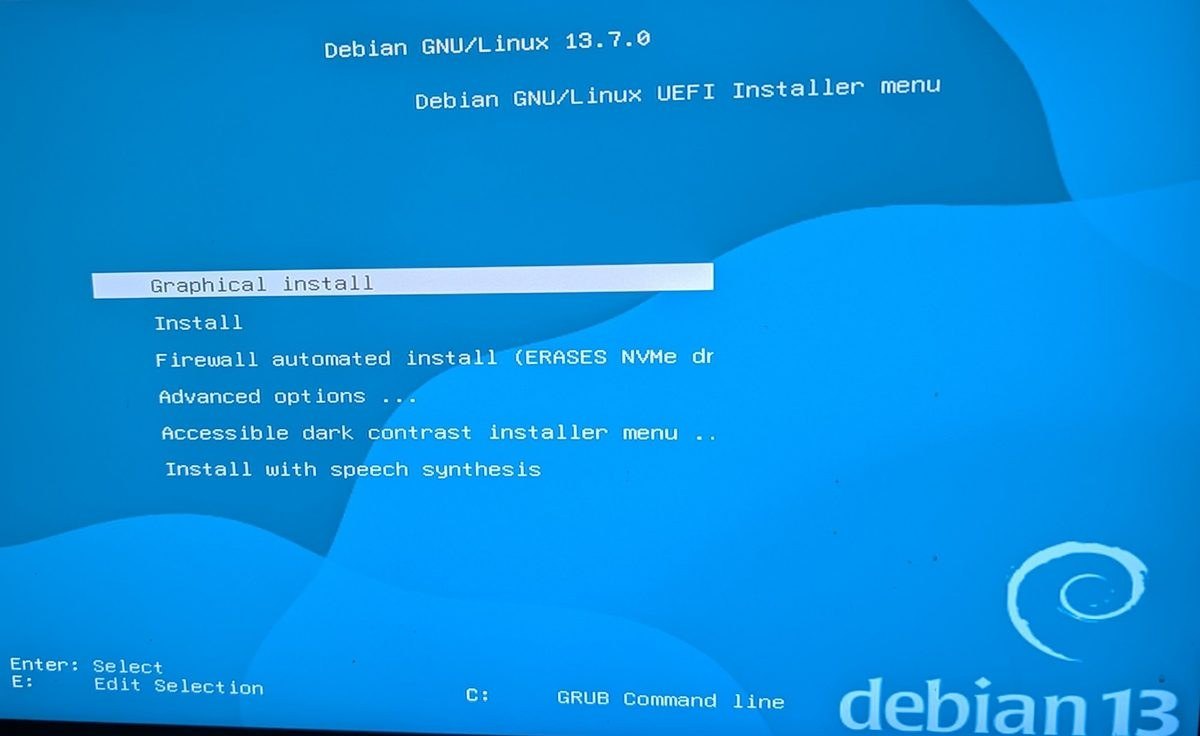 Debian GNU/Linux 13.7.0
Debian GNU/Linux UEFI Installer menu
Graphical install
Install
Firewall automated install (ERASES NVMe dr
Advanced options ...
Accessible dark contrast installer menu ..
Install with speech synthesis
Enter: Select
E: Edit Selection
C: GRUB Command line
debian 13